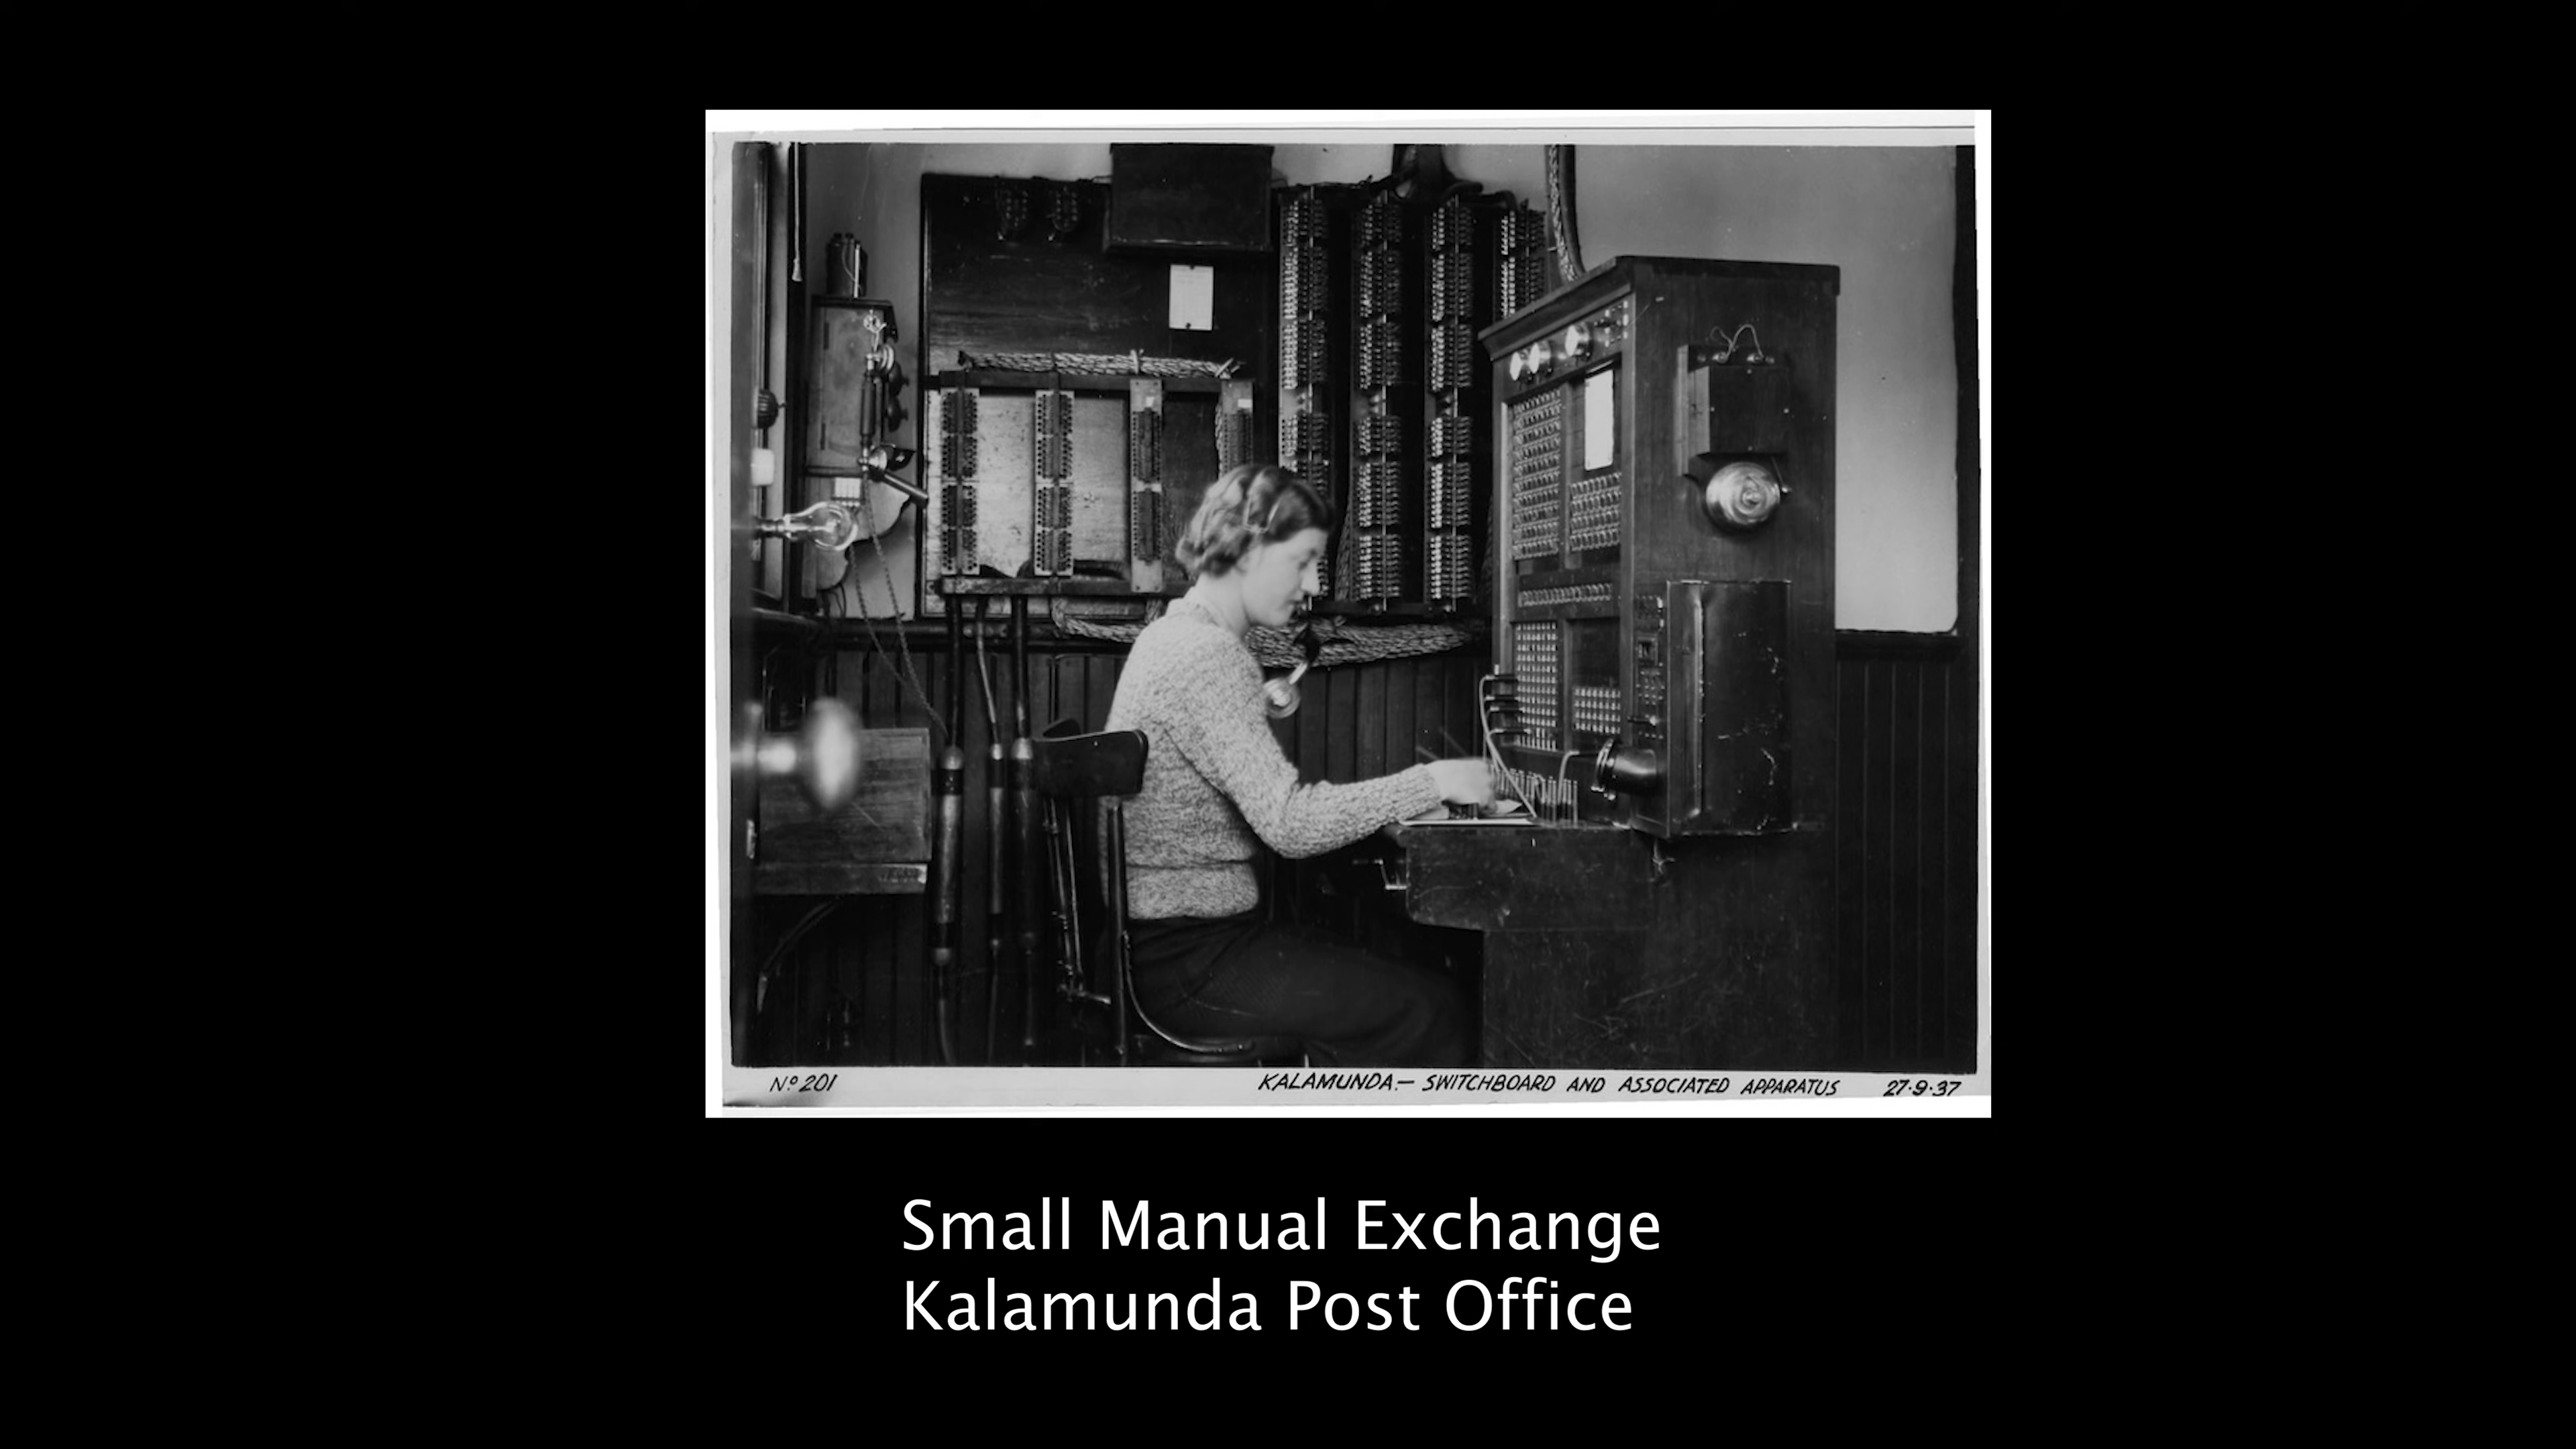 Nº 201
KALAMUNDA.— SWITCHBOARD AND ASSOCIATED APPARATUS 27·9·37
Small Manual Exchange
Kalamunda Post Office